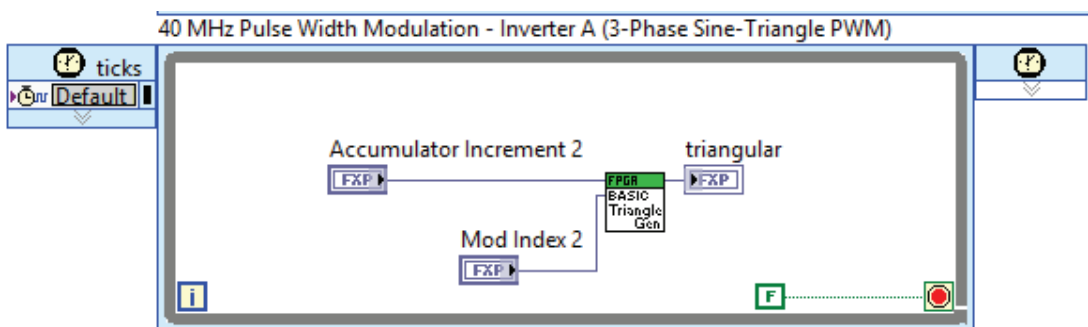 40 MHz Pulse Width Modulation - Inverter A (3-Phase Sine-Triangle PWM)
ticks
Default
Accumulator Increment 2
triangular
FXP
FPGA
FXP
BASIC
Triangle
Gen
Mod Index 2
FXP
i
F